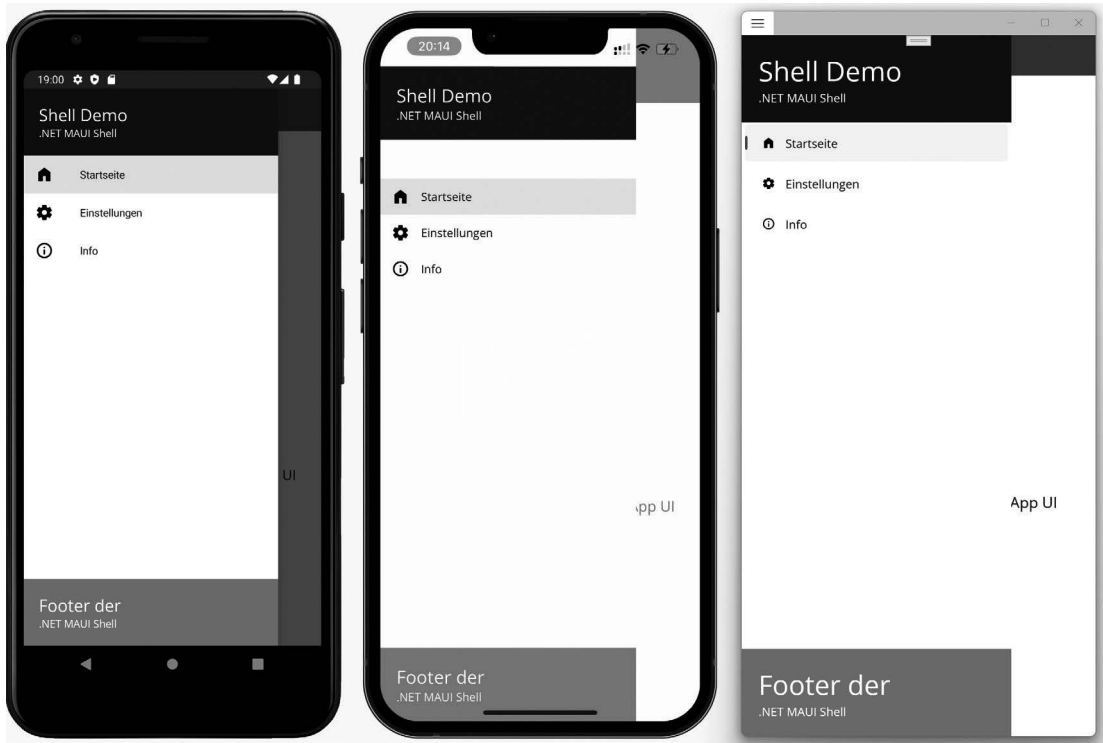 19:00
Shell Demo
.NET MAUI Shell
Startseite
Einstellungen
Info
UI
Footer der
.NET MAUI Shell
20:14
Shell Demo
.NET MAUI Shell
Startseite
Einstellungen
Info
App UI
Footer der
.NET MAUI Shell
Shell Demo
.NET MAUI Shell
Startseite
Einstellungen
Info
App UI
Footer der
.NET MAUI Shell